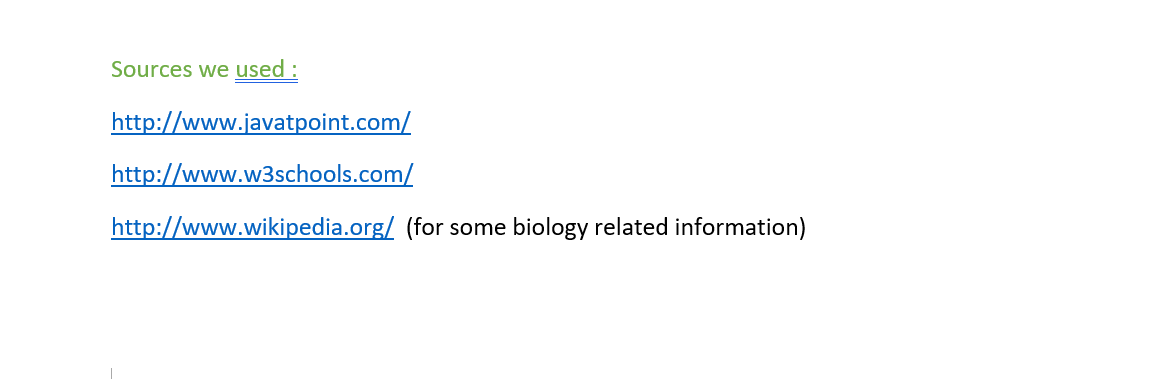 Sources we used :
http://www.javatpoint.com/
http://www.w3schools.com/
http://www.wikipedia.org/ (for some biology related information)